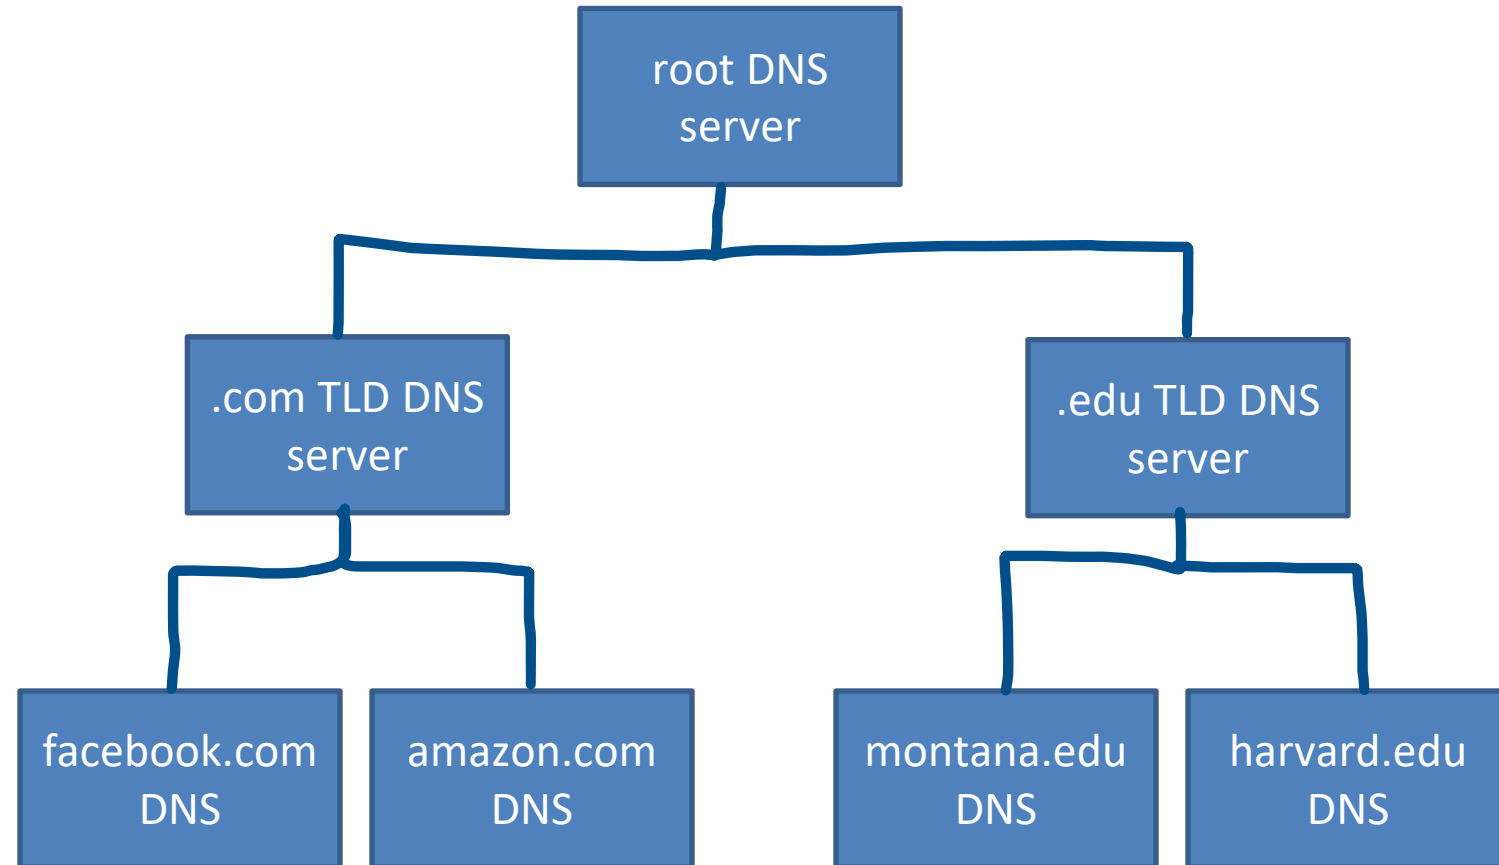 root DNS
server
.com TLD DNS
server
.edu TLD DNS
server
facebook.com
DNS
amazon.com
DNS
montana.edu
DNS
harvard.edu
DNS